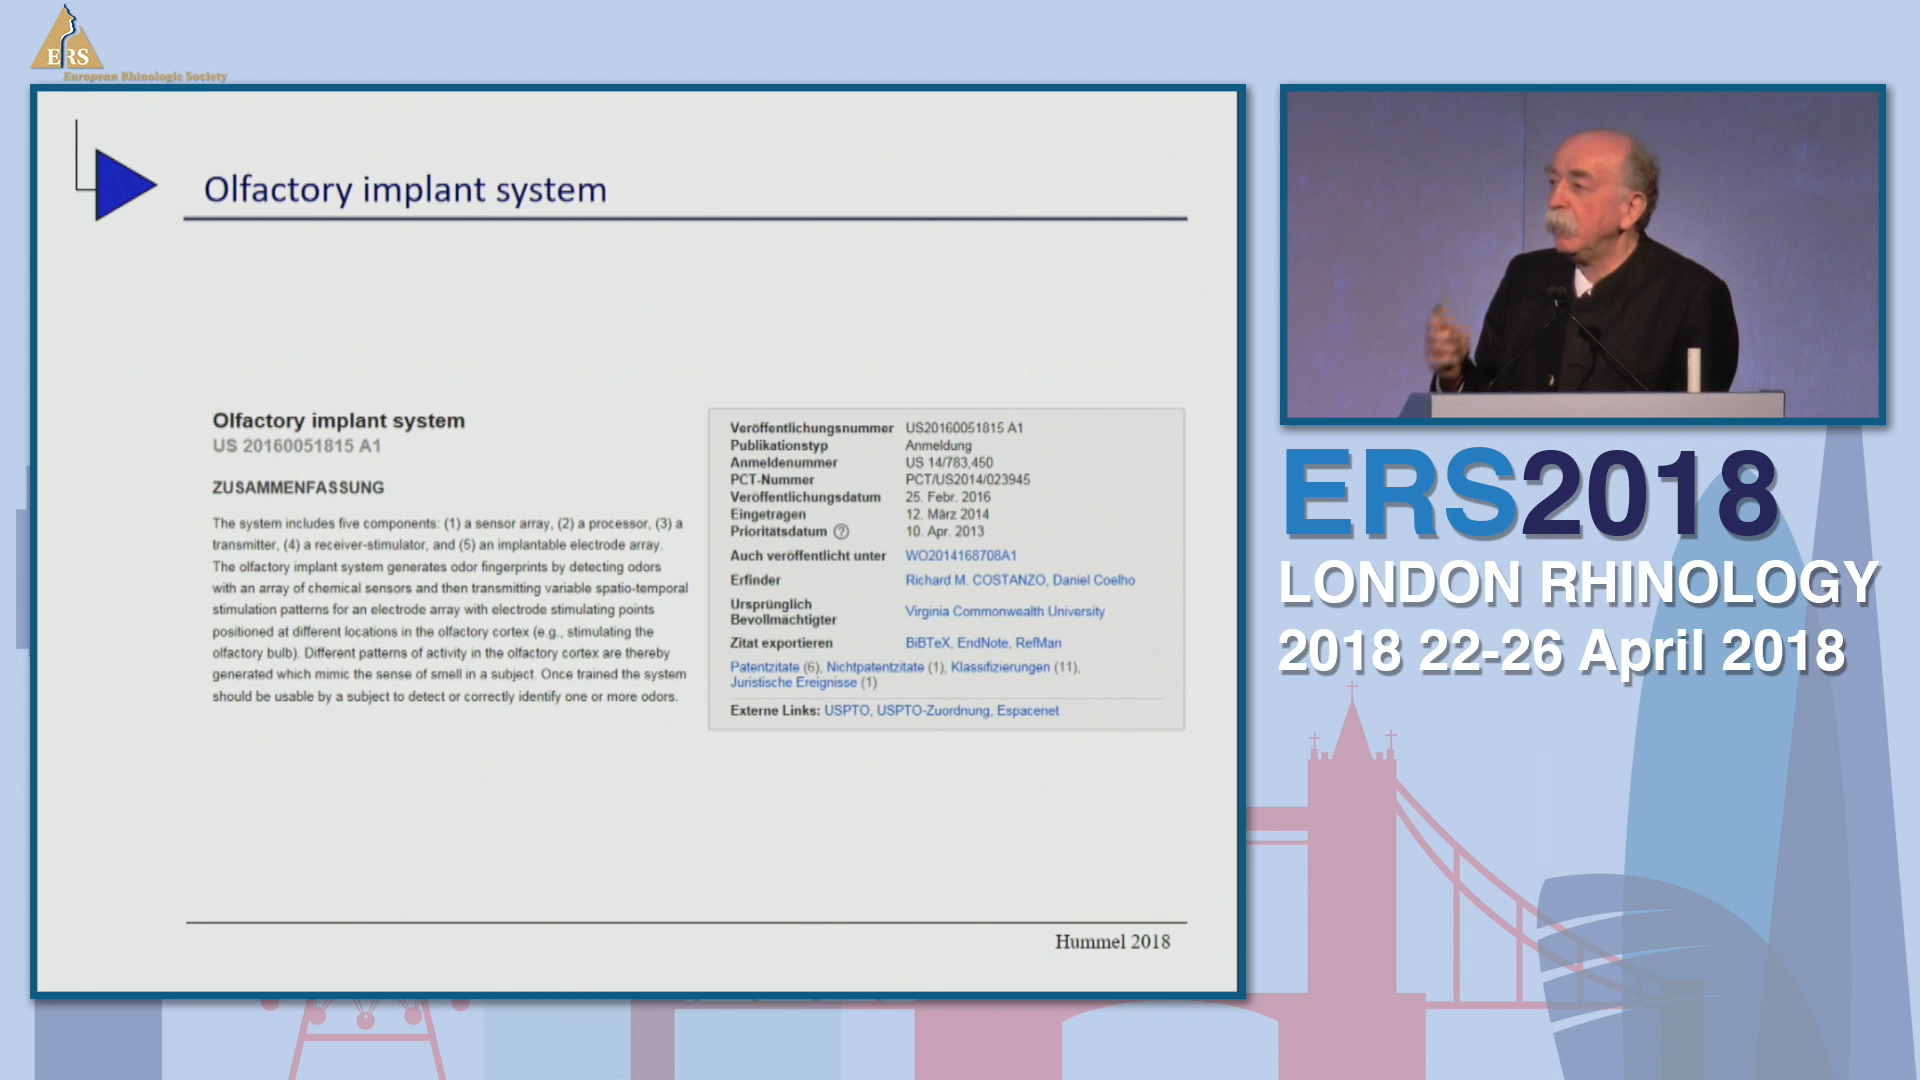 ERS
European Rhinologic Society
Olfactory implant system
Olfactory implant system
US 20160051815 A1
ZUSAMMENFASSUNG
The system includes five components: (1) a sensor array, (2) a processor, (3) a
transmitter, (4) a receiver-stimulator, and (5) an implantable electrode array.
The olfactory implant system generates odor fingerprints by detecting odors
with an array of chemical sensors and then transmitting variable spatio-temporal
stimulation patterns for an electrode array with electrode stimulating points
positioned at different locations in the olfactory cortex (e.g., stimulating the
olfactory bulb). Different patterns of activity in the olfactory cortex are thereby
generated which mimic the sense of smell in a subject. Once trained the system
should be usable by a subject to detect or correctly identify one or more odors.
Veröffentlichungsnummer US20160051815 A1
Publikationstyp Anmeldung
Anmeldenummer US 14/783,450
PCT-Nummer PCT/US2014/023945
Veröffentlichungsdatum 25. Febr. 2016
Eingetragen 12. März 2014
Prioritätsdatum ? 10. Apr. 2013
Auch veröffentlicht unter WO2014168708A1
Erfinder Richard M. COSTANZO, Daniel Coelho
Ursprünglich
Bevollmächtigter Virginia Commonwealth University
Zitat exportieren BiBTeX, EndNote, RefMan
Patentzitate (6), Nichtpatentzitate (1), Klassifizierungen (11),
Juristische Ereignisse (1)
Externe Links: USPTO, USPTO-Zuordnung, Espacenet
Hummel 2018
ERS2018
LONDON RHINOLOGY
2018 22-26 April 2018